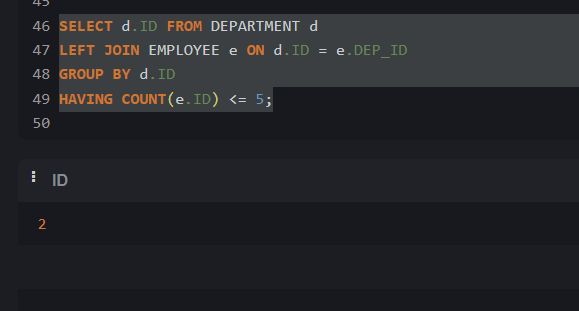 45
46 SELECT d.ID FROM DEPARTMENT d
47 LEFT JOIN EMPLOYEE e ON d.ID = e.DEP_ID
48 GROUP BY d.ID
49 HAVING COUNT(e.ID) <= 5;
50
ID
2